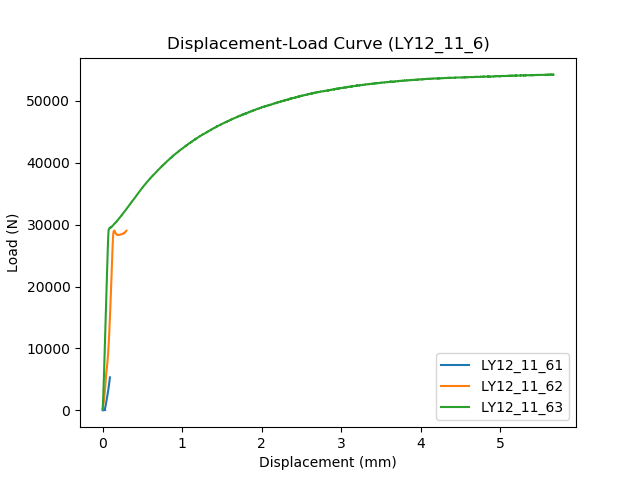 Displacement-Load Curve (LY12_11_6)
Load (N)
50000
40000
30000
20000
10000
0
0 1 2 3 4 5
Displacement (mm)
LY12_11_61
LY12_11_62
LY12_11_63